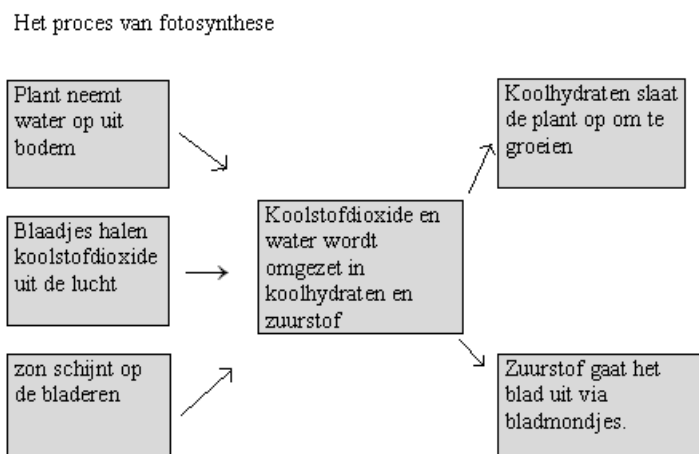 Het proces van fotosynthese
Plant neemt
water op uit
bodem
Blaadjes halen
koolstofdioxide
uit de lucht
zon schijnt op
de bladeren
Koolstofdioxide en
water wordt
omgezet in
koolhydraten en
zuurstof
Koolhydraten slaat
de plant op om te
groeien
Zuurstof gaat het
blad uit via
bladmondjes.